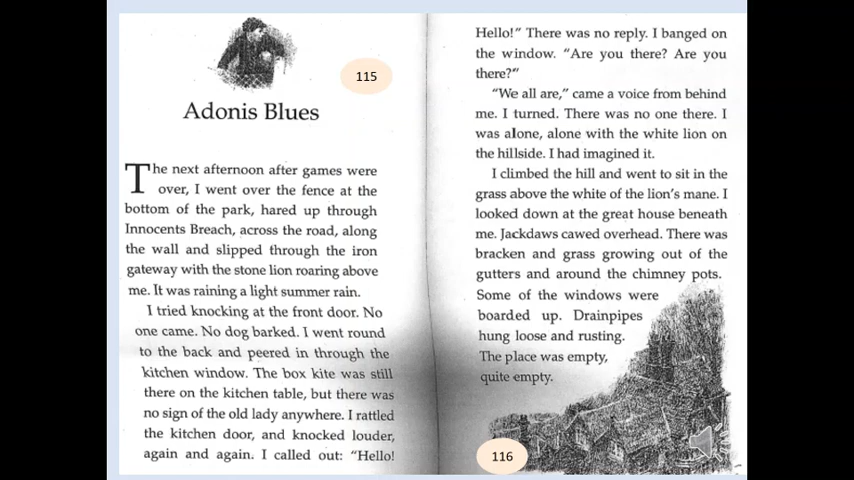 115
Adonis Blues
The next afternoon after games were
over, I went over the fence at the
bottom of the park, hared up through
Innocents Breach, across the road, along
the wall and slipped through the iron
gateway with the stone lion roaring above
me. It was raining a light summer rain.
I tried knocking at the front door. No
one came. No dog barked. I went round
to the back and peered in through the
kitchen window. The box kite was still
there on the kitchen table, but there was
no sign of the old lady anywhere. I rattled
the kitchen door, and knocked louder,
again and again. I called out: “Hello!
Hello!” There was no reply. I banged on
the window. “Are you there? Are you
there?”
“We all are,” came a voice from behind
me. I turned. There was no one there. I
was alone, alone with the white lion on
the hillside. I had imagined it.
I climbed the hill and went to sit in the
grass above the white of the lion’s mane. I
looked down at the great house beneath
me. Jackdaws cawed overhead. There was
bracken and grass growing out of the
gutters and around the chimney pots.
Some of the windows were
boarded up. Drainpipes
hung loose and rusting.
The place was empty,
quite empty.
116